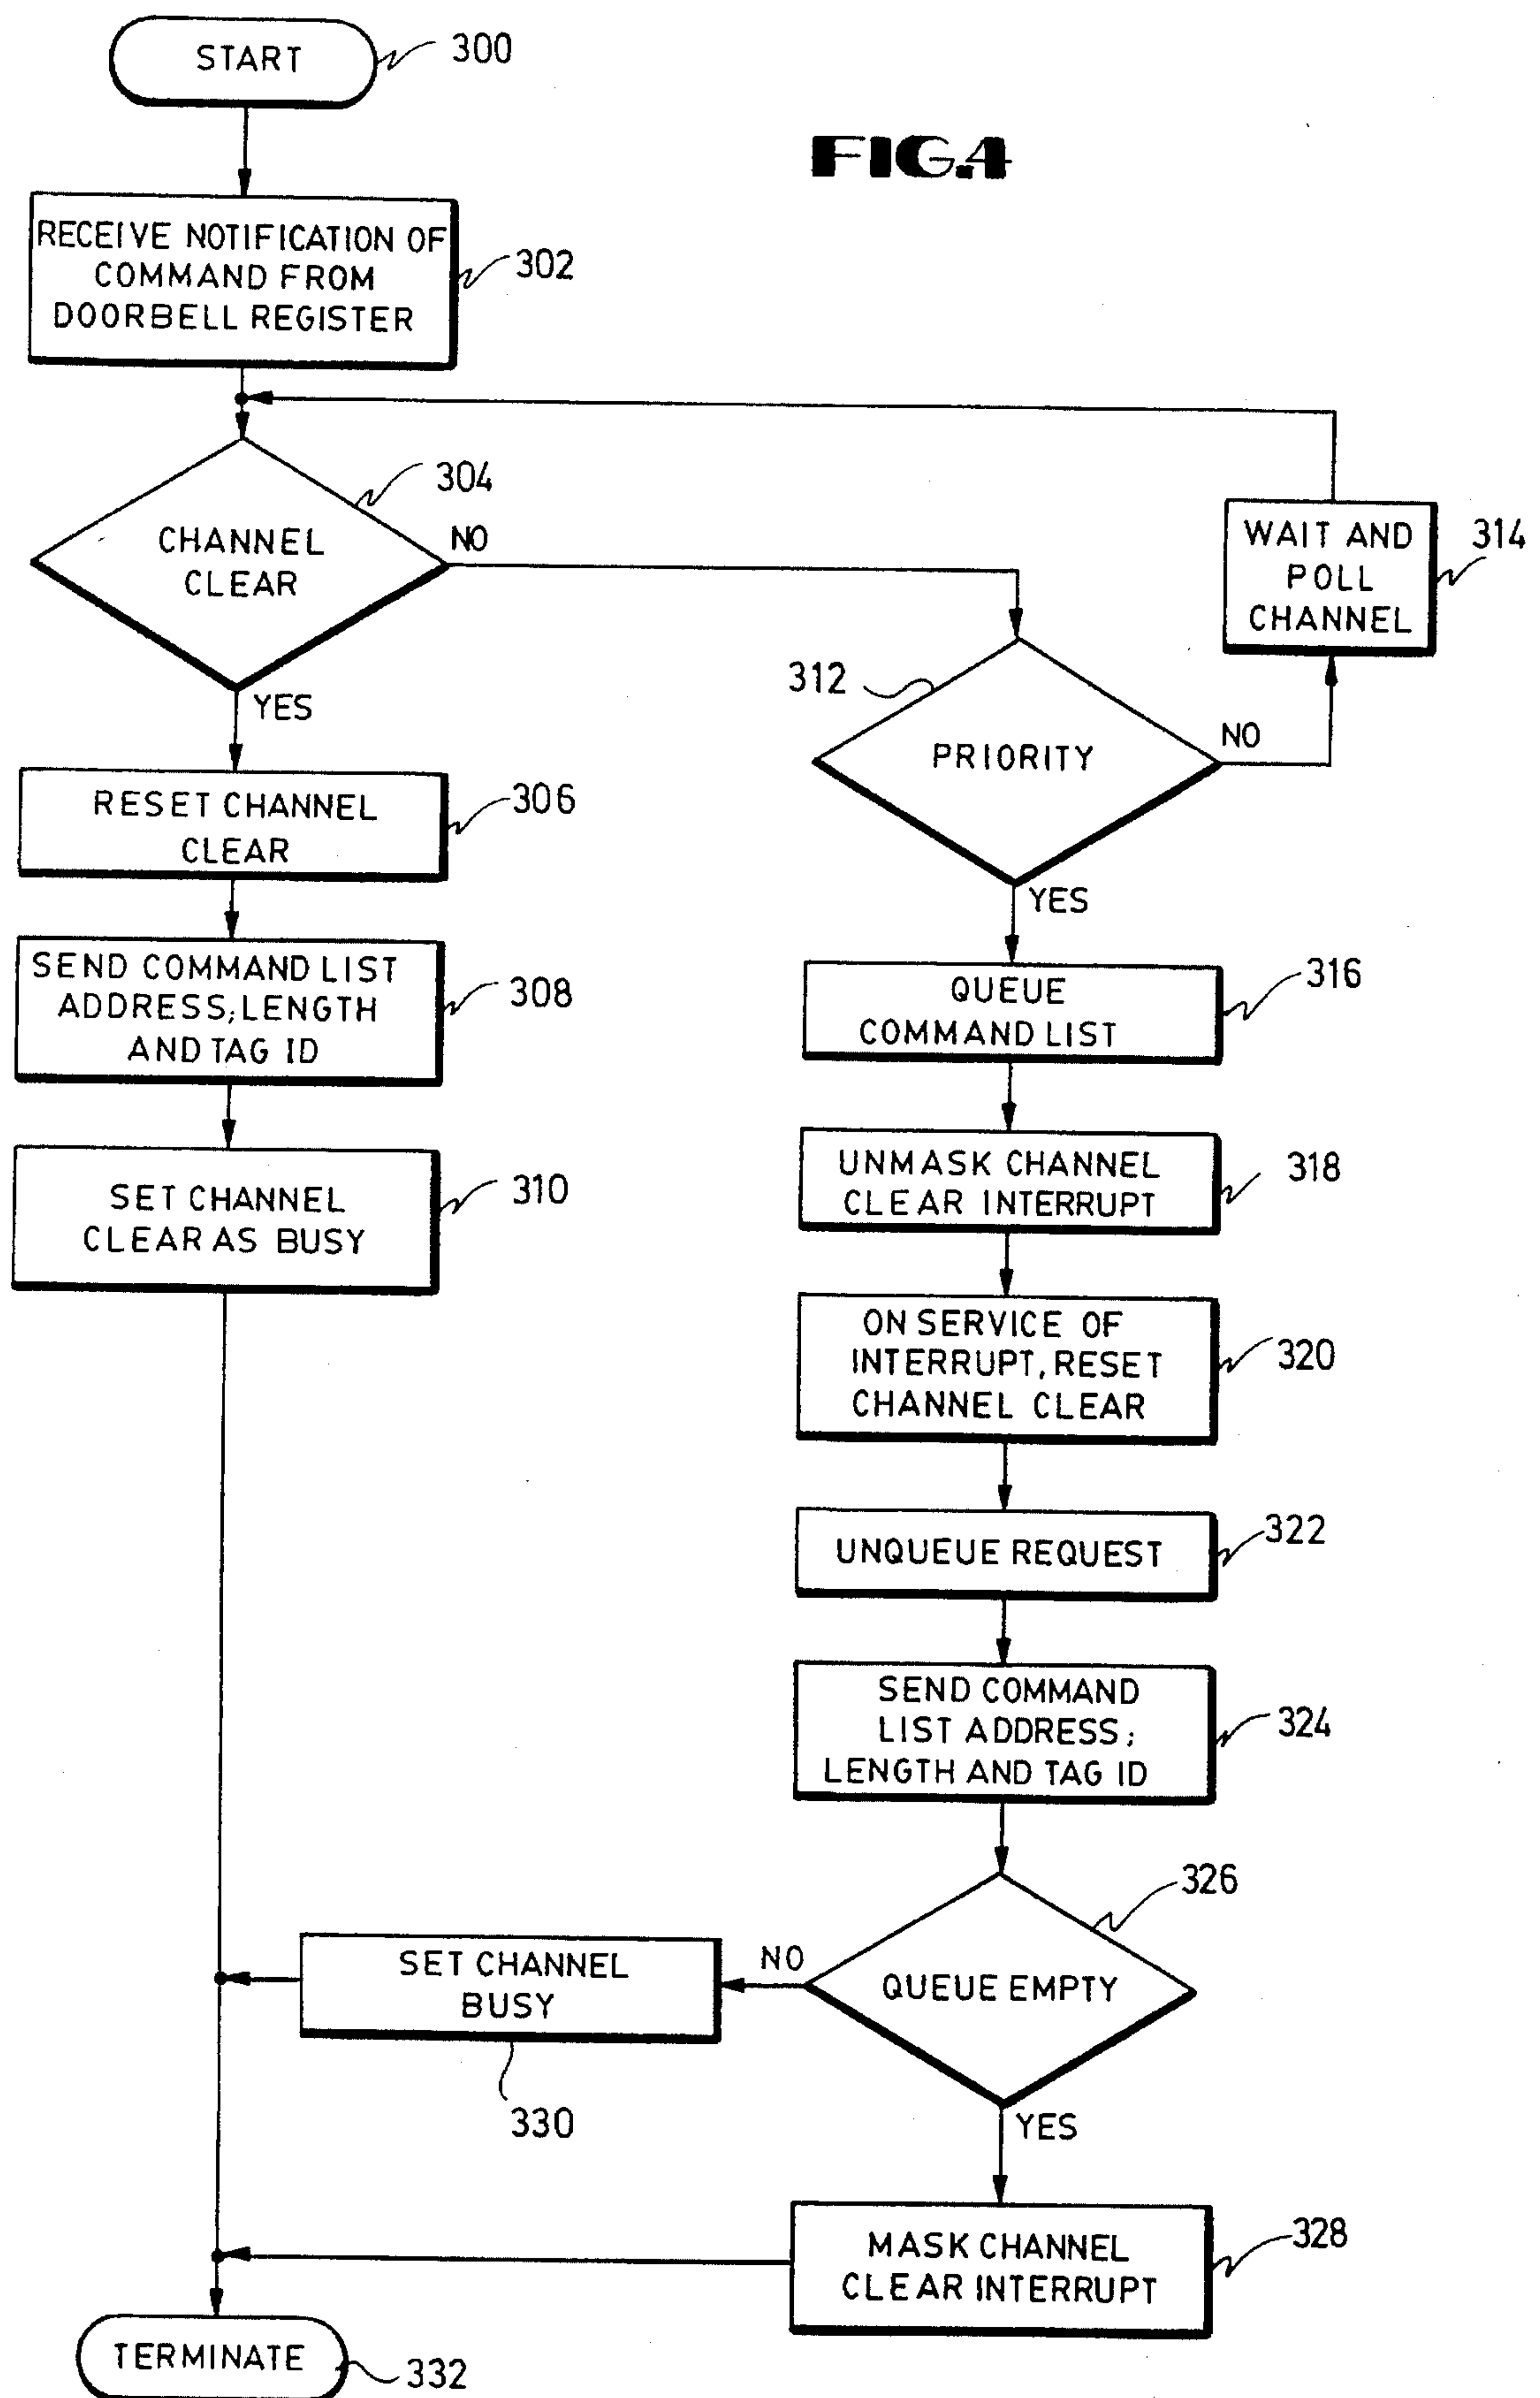 START
300
FIG.4
RECEIVE NOTIFICATION OF
COMMAND FROM
DOORBELL REGISTER
302
304
CHANNEL
CLEAR
NO
YES
WAIT AND
POLL
CHANNEL
314
312
PRIORITY
NO
YES
RESET CHANNEL
CLEAR
306
SEND COMMAND LIST
ADDRESS; LENGTH
AND TAG ID
308
SET CHANNEL
CLEAR AS BUSY
310
QUEUE
COMMAND LIST
316
UNMASK CHANNEL
CLEAR INTERRUPT
318
ON SERVICE OF
INTERRUPT, RESET
CHANNEL CLEAR
320
UNQUEUE REQUEST
322
SEND COMMAND
LIST ADDRESS;
LENGTH AND TAG ID
324
326
QUEUE EMPTY
NO
YES
SET CHANNEL
BUSY
330
MASK CHANNEL
CLEAR INTERRUPT
328
TERMINATE
332